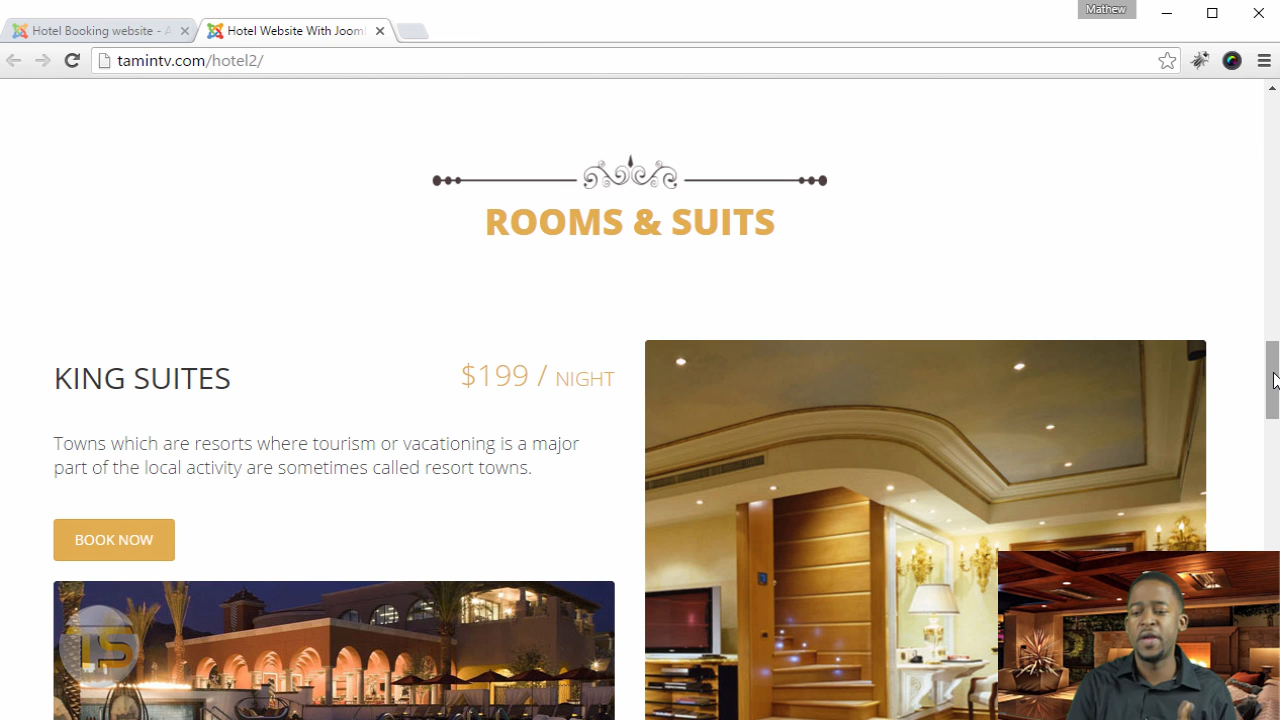 Mathew
Hotel Booking website - A
Hotel Website With Jooml
tamintv.com/hotel2/
ROOMS & SUITS
KING SUITES
$199 / NIGHT
Towns which are resorts where tourism or vacationing is a major
part of the local activity are sometimes called resort towns.
BOOK NOW
TS